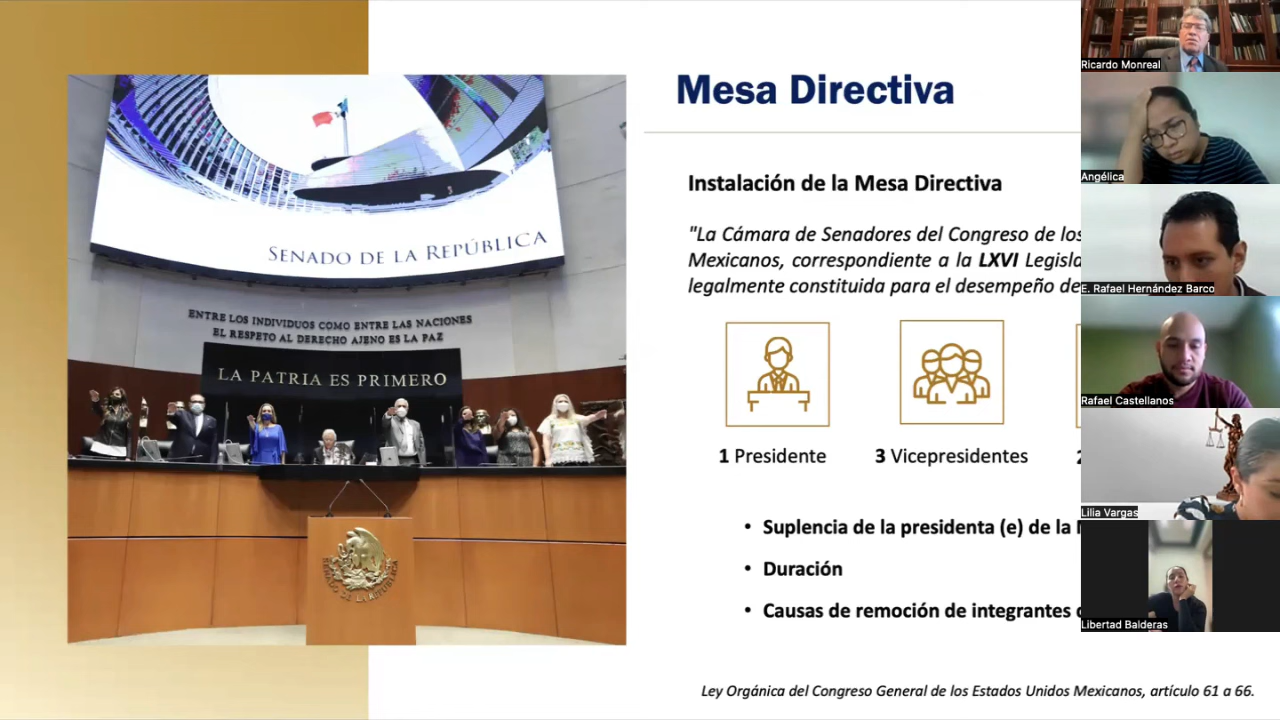 SENADO DE LA REPÚBLICA
ENTRE LOS INDIVIDUOS COMO ENTRE LAS NACIONES
EL RESPETO AL DERECHO AJENO ES LA PAZ
LA PATRIA ES PRIMERO
SENADO DE LA REPÚBLICA
Mesa Directiva
Instalación de la Mesa Directiva
"La Cámara de Senadores del Congreso de los
Mexicanos, correspondiente a la LXVI
legalmente constituida para el desempeño de
1 Presidente
3 Vicepresidentes
• Suplencia de la presidenta (e) de la
• Duración
• Causas de remoción de integrantes
Ley Orgánica del Congreso General de los Estados Unidos Mexicanos, artículo 61 a 66.
Ricardo Monreal
Angélica
E. Rafael Hernández Barco
Rafael Castellanos
Lilia Vargas
Libertad Balderas